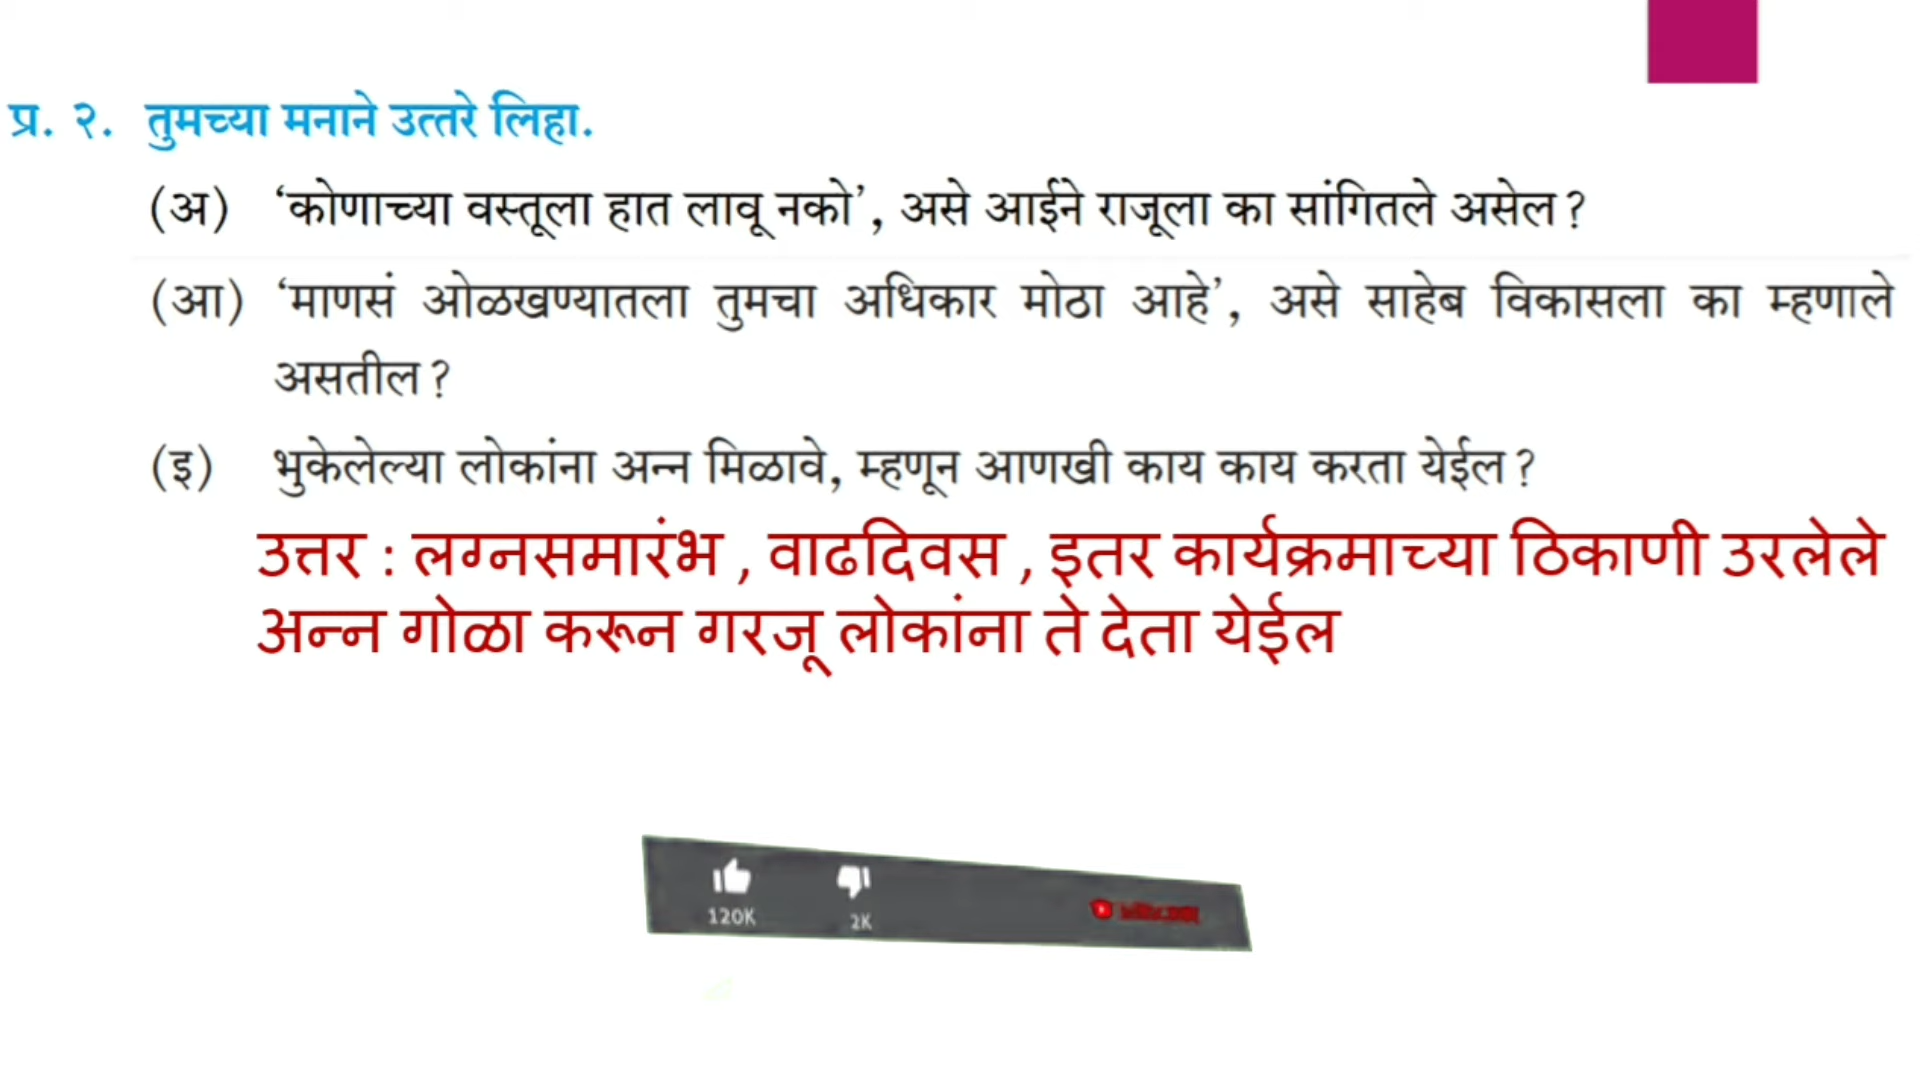 प्र. २. तुमच्या मनाने उत्तरे लिहा.
(अ) ‘कोणाच्या वस्तूला हात लावू नको’, असे आईने राजूला का सांगितले असेल?
(आ) ‘माणसं ओळखण्यातला तुमचा अधिकार मोठा आहे’, असे साहेब विकासला का म्हणाले
असतील?
(इ) भुकेलेल्या लोकांना अन्न मिळावे, म्हणून आणखी काय काय करता येईल?
उत्तर : लग्नसमारंभ , वाढदिवस , इतर कार्यक्रमाच्या ठिकाणी उरलेले
अन्न गोळा करून गरजू लोकांना ते देता येईल
120K 2K